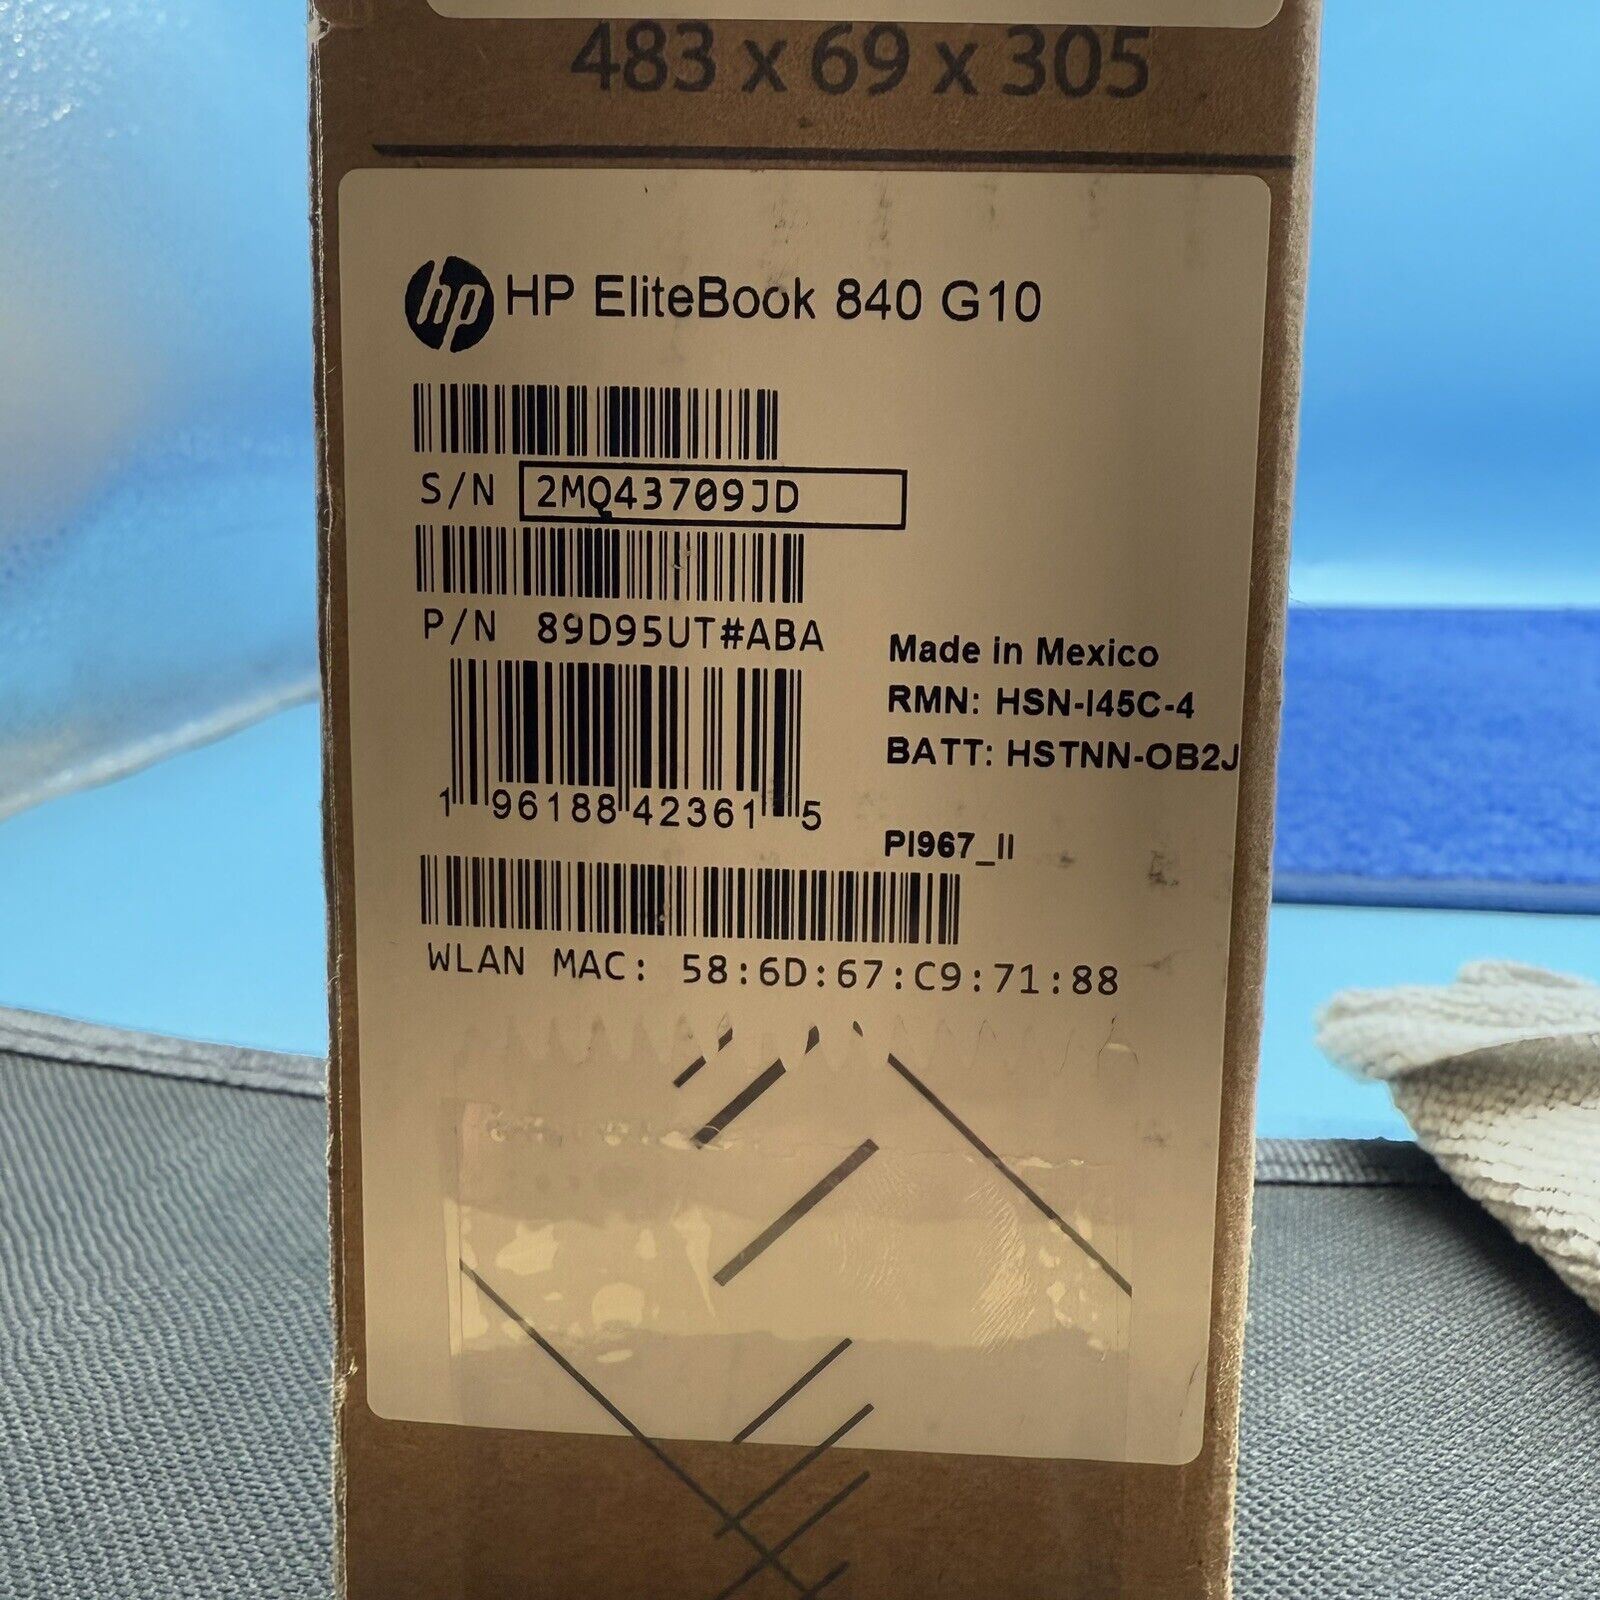 483 x 69 x 305
hp HP EliteBook 840 G10
S/N 2MQ43709JD
P/N 89D95UT#ABA
Made in Mexico
RMN: HSN-I45C-4
BATT: HSTNN-OB2J
1 96188 42361 5
PI967_II
WLAN MAC: 58:6D:67:C9:71:88